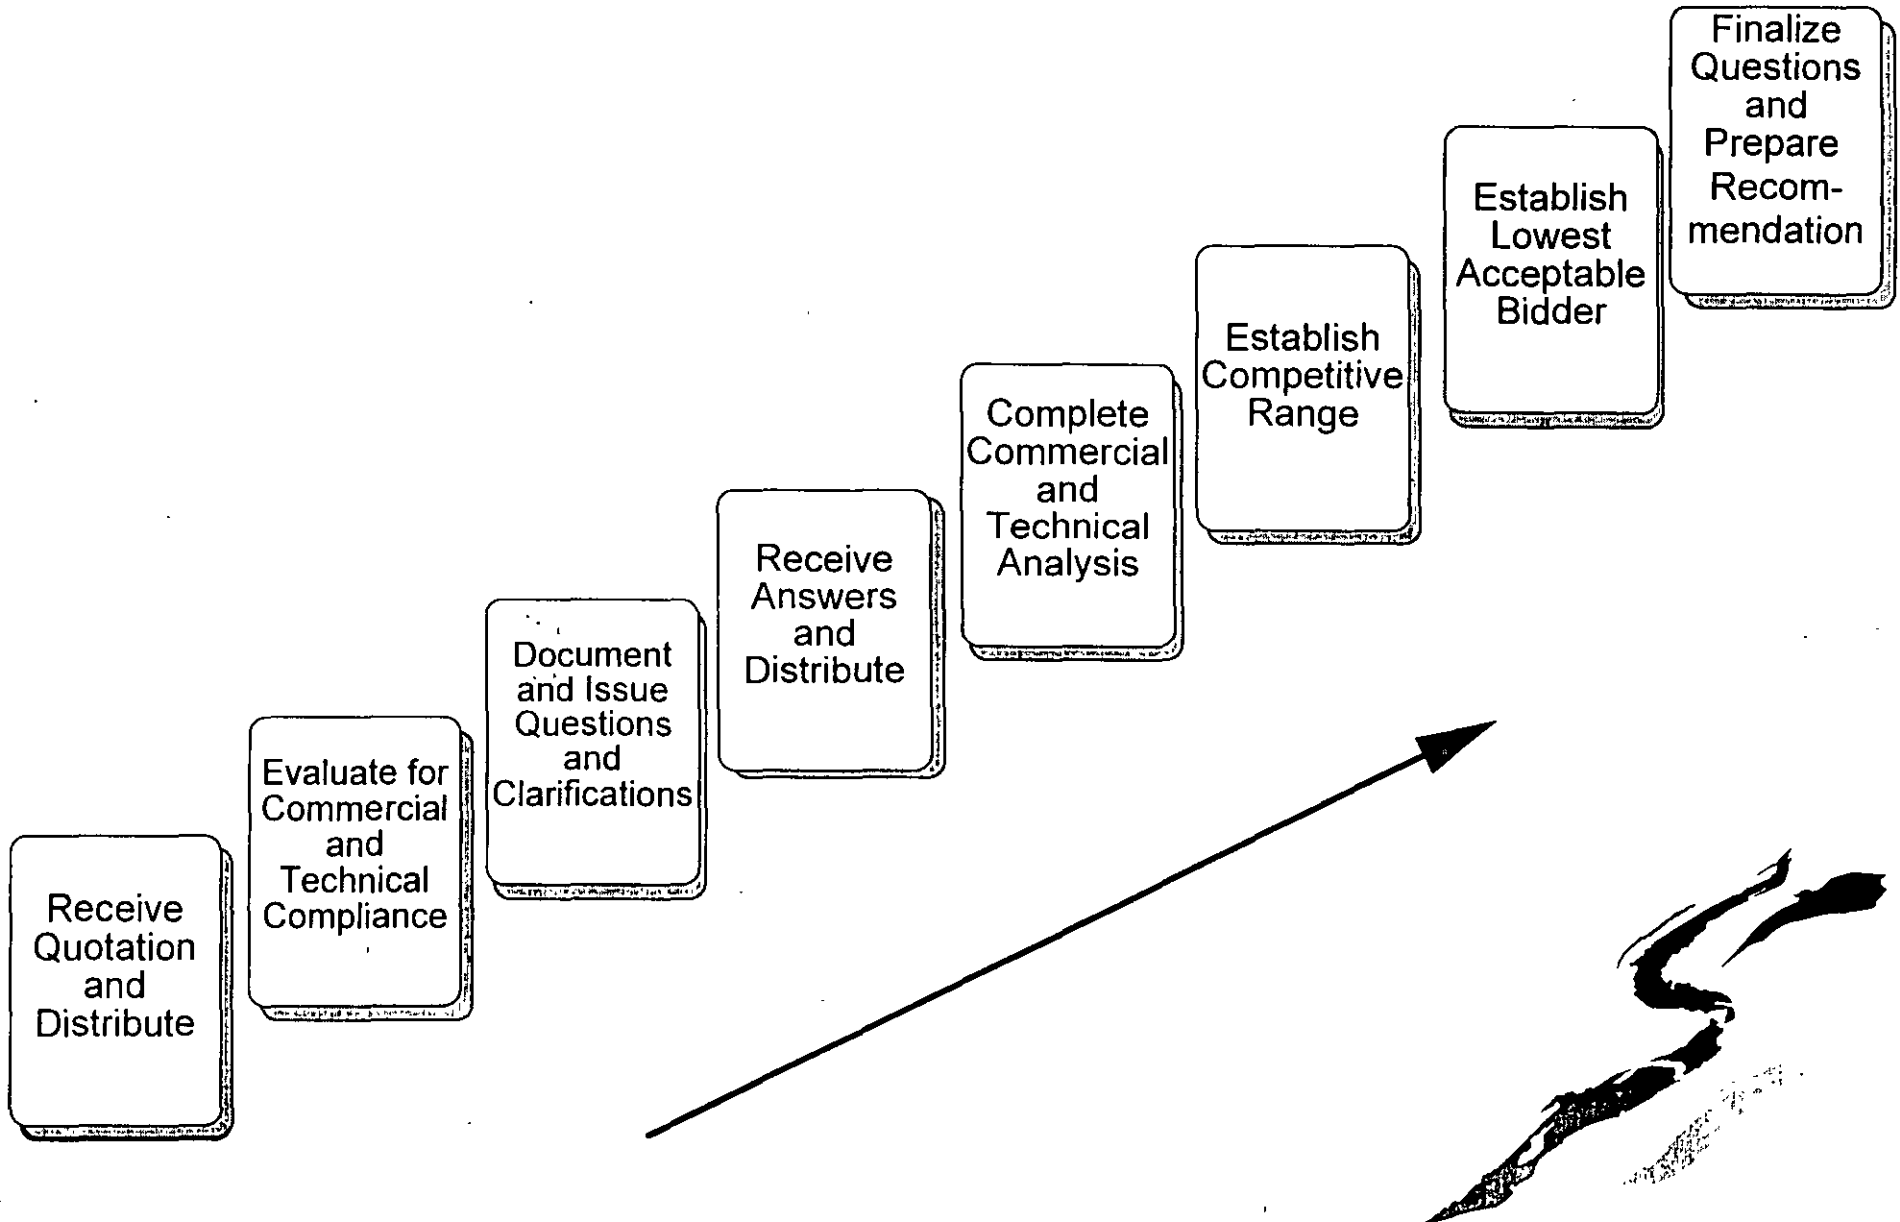 Receive
Quotation
and
Distribute
Evaluate for
Commercial
and
Technical
Compliance
Document
and Issue
Questions
and
Clarifications
Receive
Answers
and
Distribute
Complete
Commercial
and
Technical
Analysis
Establish
Competitive
Range
Establish
Lowest
Acceptable
Bidder
Finalize
Questions
and
Prepare
Recom-
mendation